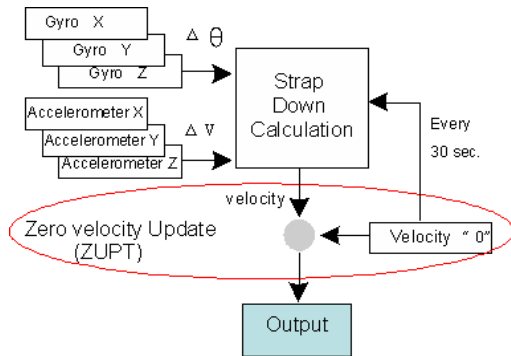 Gyro X
Gyro Y
Gyro Z
Δ θ
Accelerometer X
Accelerometer Y
Accelerometer Z
Δ v
Strap
Down
Calculation
Every
30 sec.
velocity
Zero velocity Update
(ZUPT)
Velocity “ 0”
Output